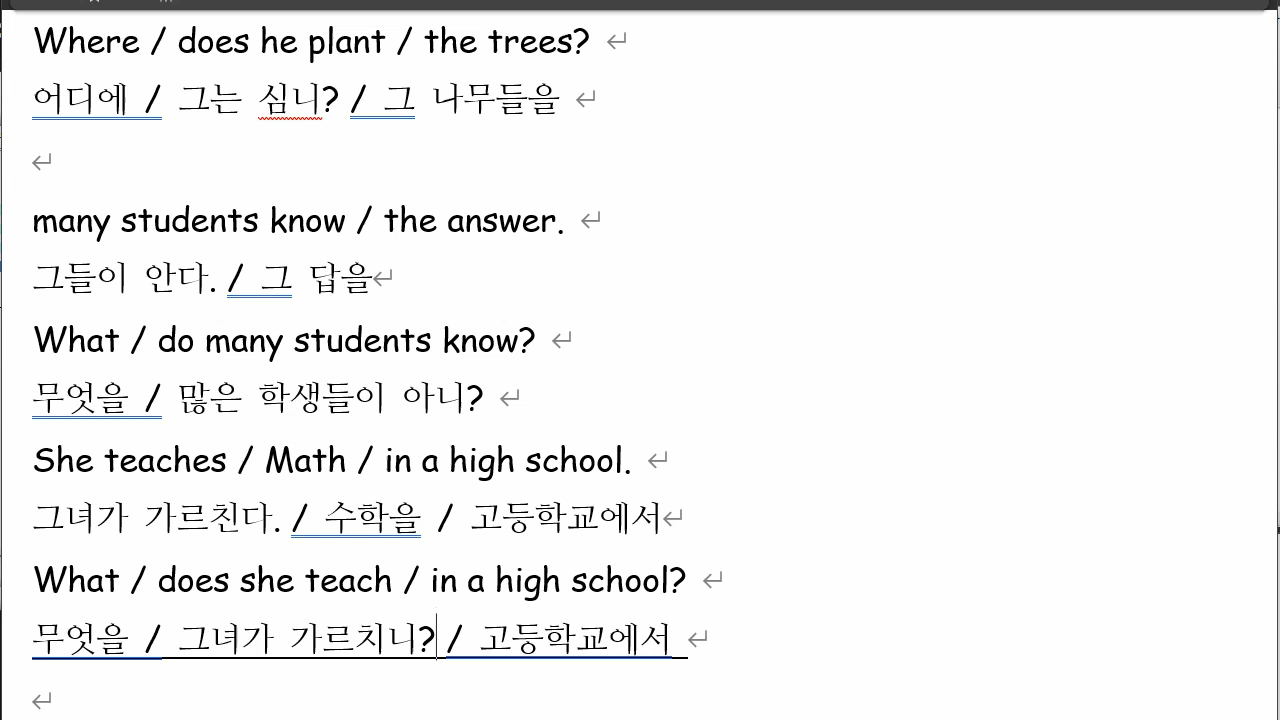 Where / does he plant / the trees?
어디에 / 그는 심니? / 그 나무들을
many students know / the answer.
그들이 안다. / 그 답을
What / do many students know?
무엇을 / 많은 학생들이 아니?
She teaches / Math / in a high school.
그녀가 가르친다. / 수학을 / 고등학교에서
What / does she teach / in a high school?
무엇을 / 그녀가 가르치니? / 고등학교에서